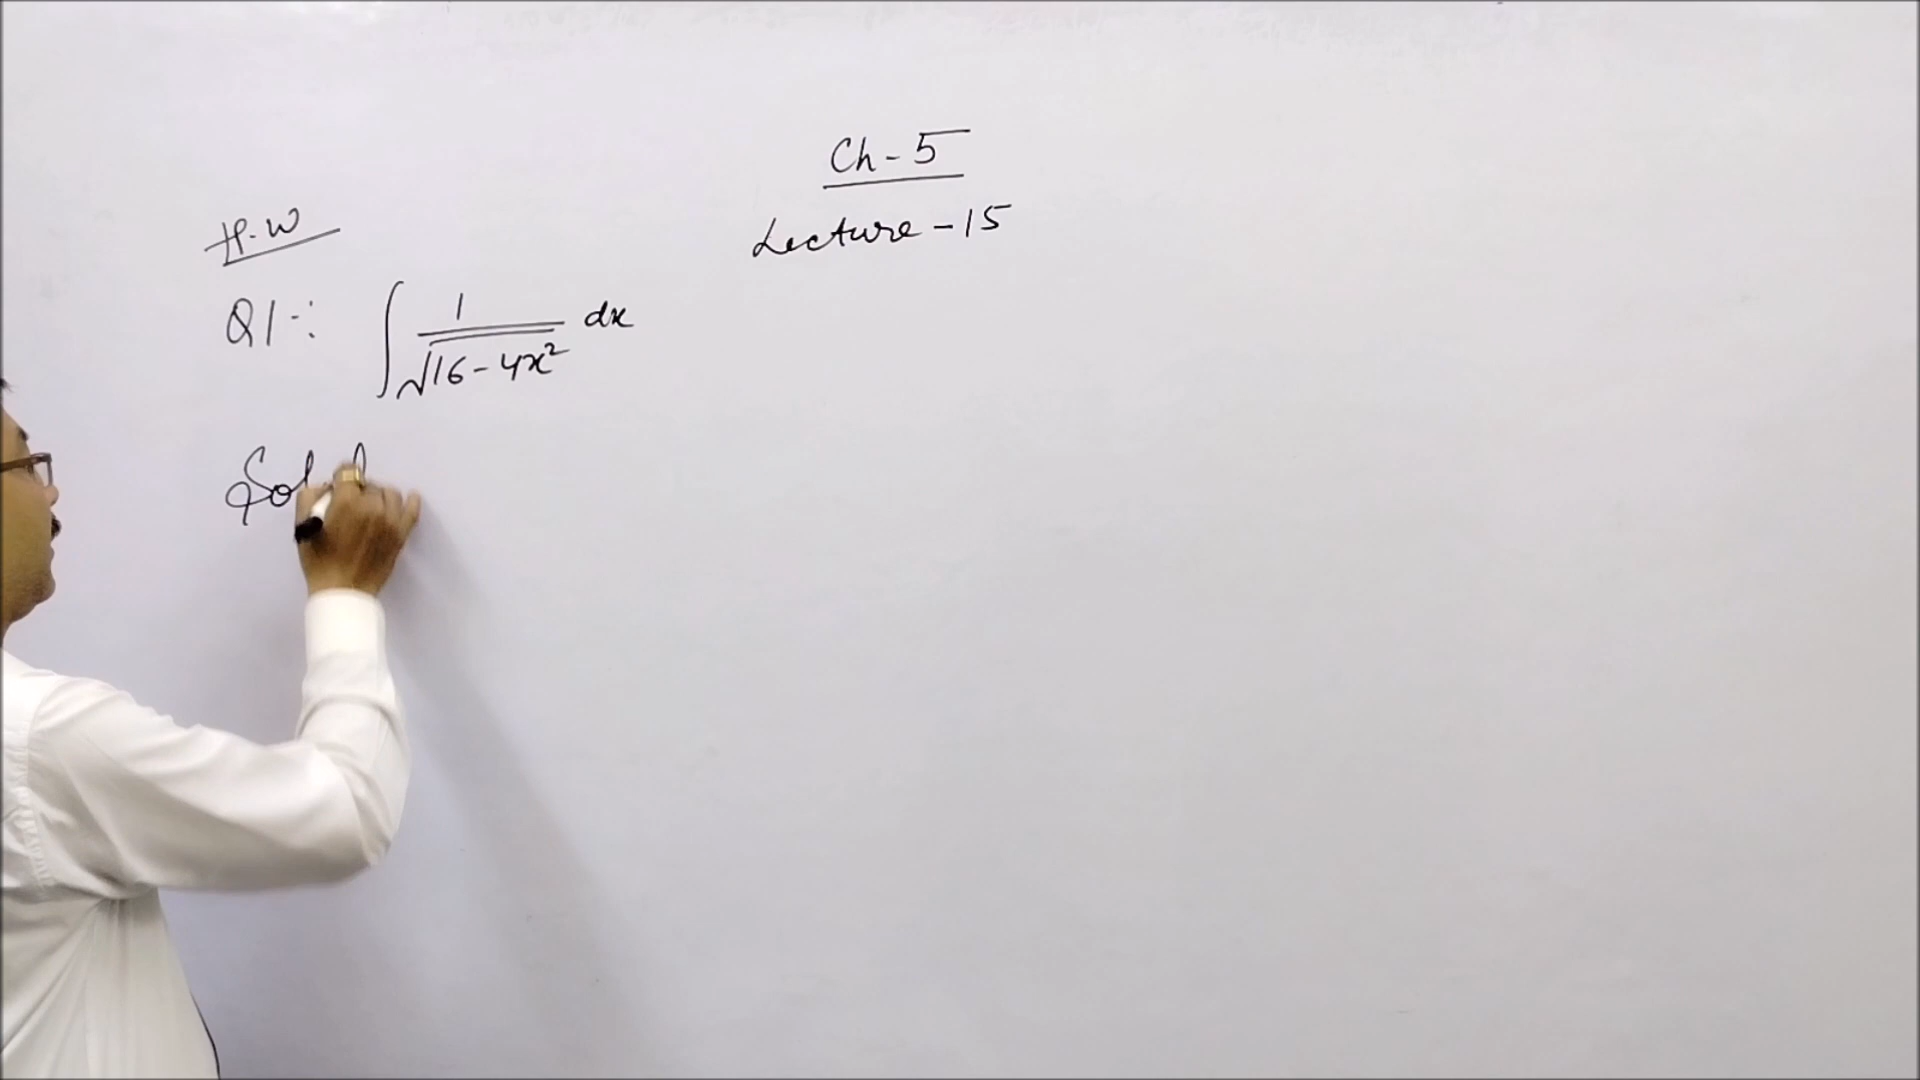 Ch-5
Lecture-15
H.W
Q1-: ∫ 1/√16-4x² dx
Sol